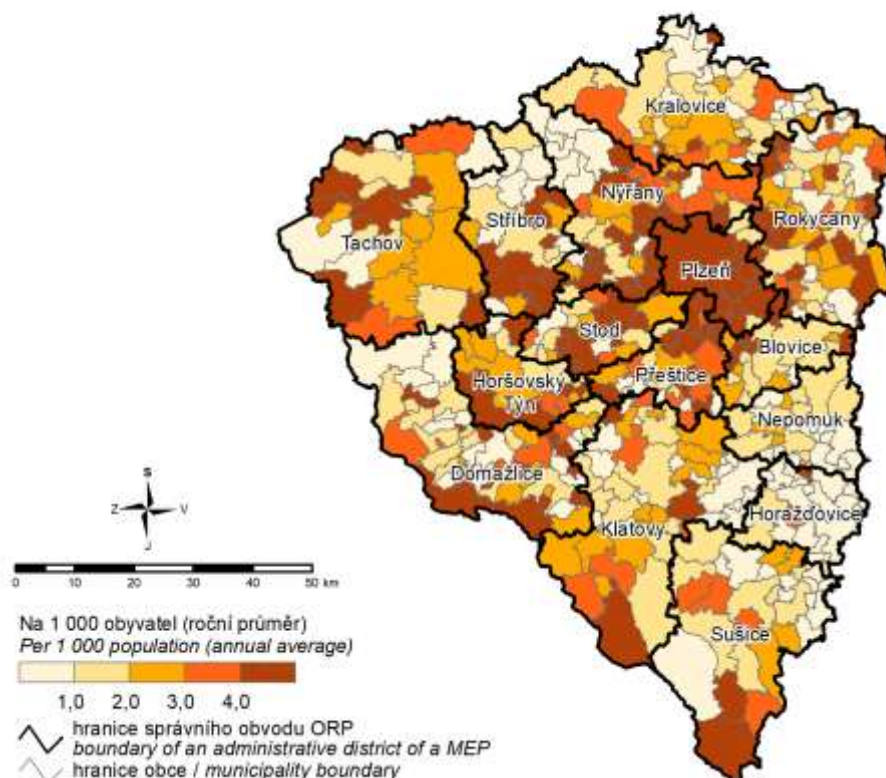 Kralovice
Nýřany
Rokycany
Stříbro
Tachov
Plzeň
Stod
Blovice
Přeštice
Horšovský
Týn
Nepomuk
Domažlice
Horažďovice
Klatovy
Sušice
S
Z V
J
0 10 20 30 40 50 km
Na 1 000 obyvatel (roční průměr)
Per 1 000 population (annual average)
1,0 2,0 3,0 4,0
hranice správního obvodu ORP
boundary of an administrative district of a MEP
hranice obce / municipality boundary